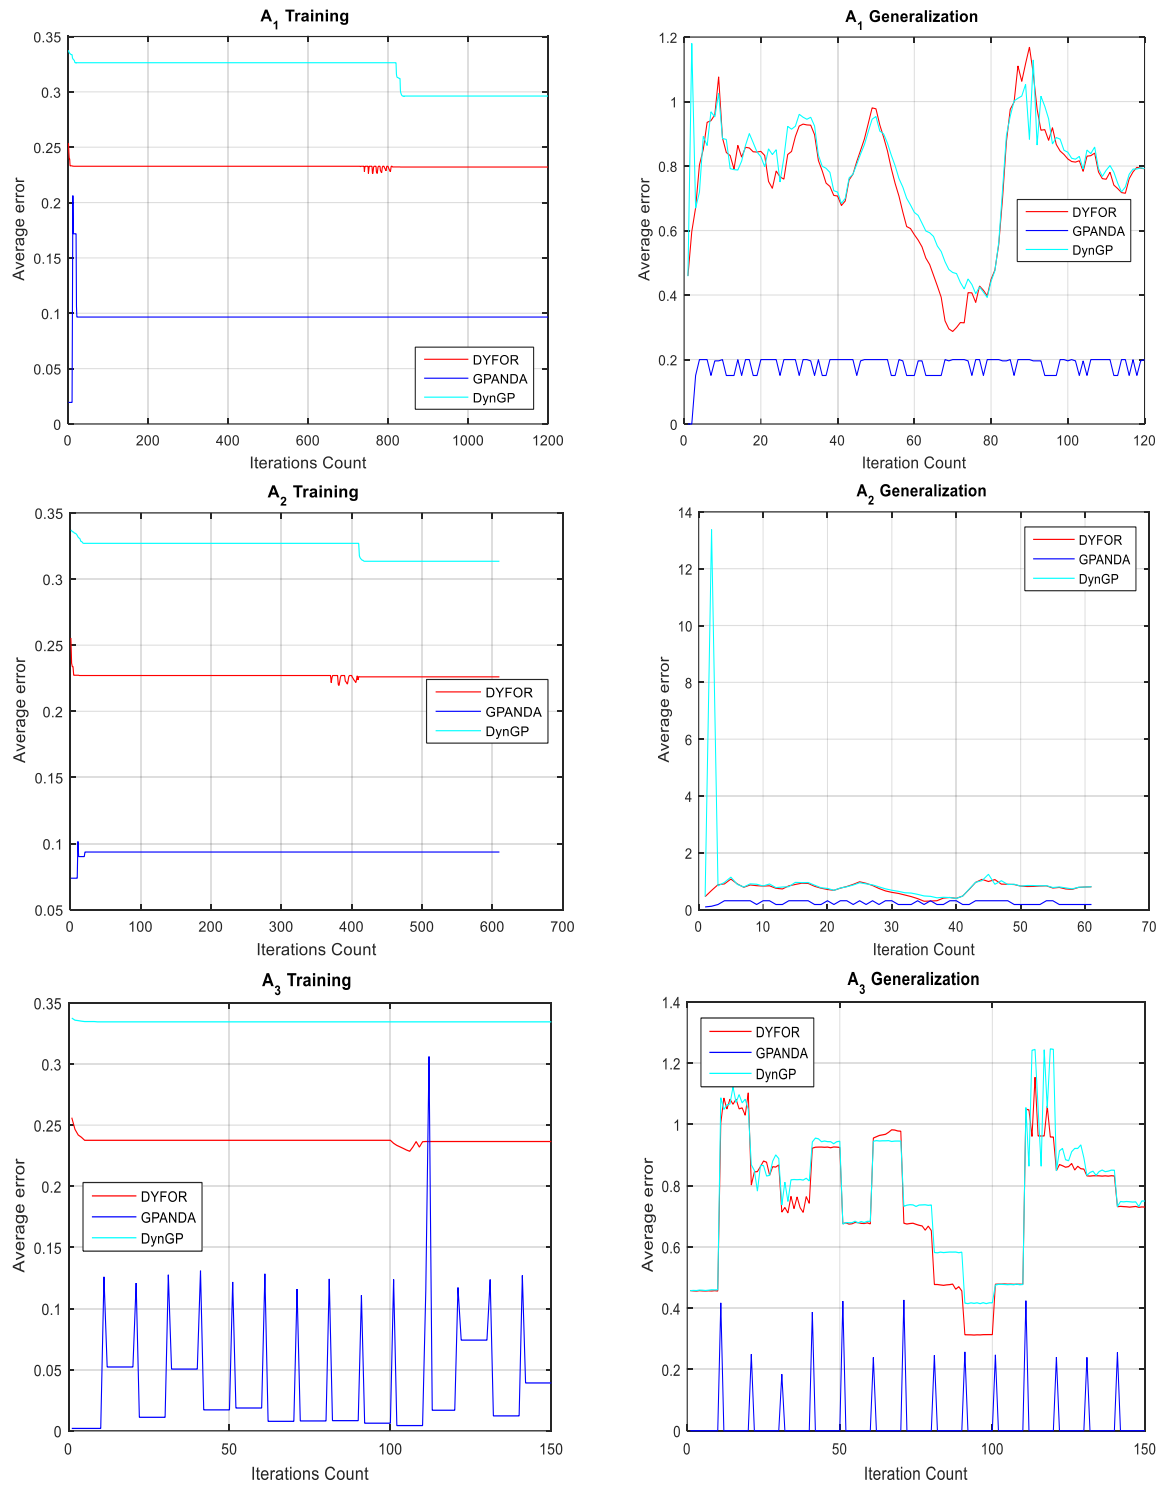 A1 Training
0.35
0.3
0.25
0.2
0.15
0.1
0.05
0
Average error
DYFOR
GPANDA
DynGP
0 200 400 600 800 1000 1200
Iterations Count
A1 Generalization
1.2
1
0.8
0.6
0.4
0.2
0
Average error
DYFOR
GPANDA
DynGP
0 20 40 60 80 100 120
Iteration Count
A2 Training
0.35
0.3
0.25
0.2
0.15
0.1
0.05
Average error
DYFOR
GPANDA
DynGP
0 100 200 300 400 500 600 700
Iterations Count
A2 Generalization
14
12
10
8
6
4
2
0
Average error
DYFOR
GPANDA
DynGP
0 10 20 30 40 50 60 70
Iteration Count
A3 Training
0.35
0.3
0.25
0.2
0.15
0.1
0.05
0
Average error
DYFOR
GPANDA
DynGP
0 50 100 150
Iterations Count
A3 Generalization
1.4
1.2
1
0.8
0.6
0.4
0.2
0
Average error
DYFOR
GPANDA
DynGP
0 50 100 150
Iteration Count